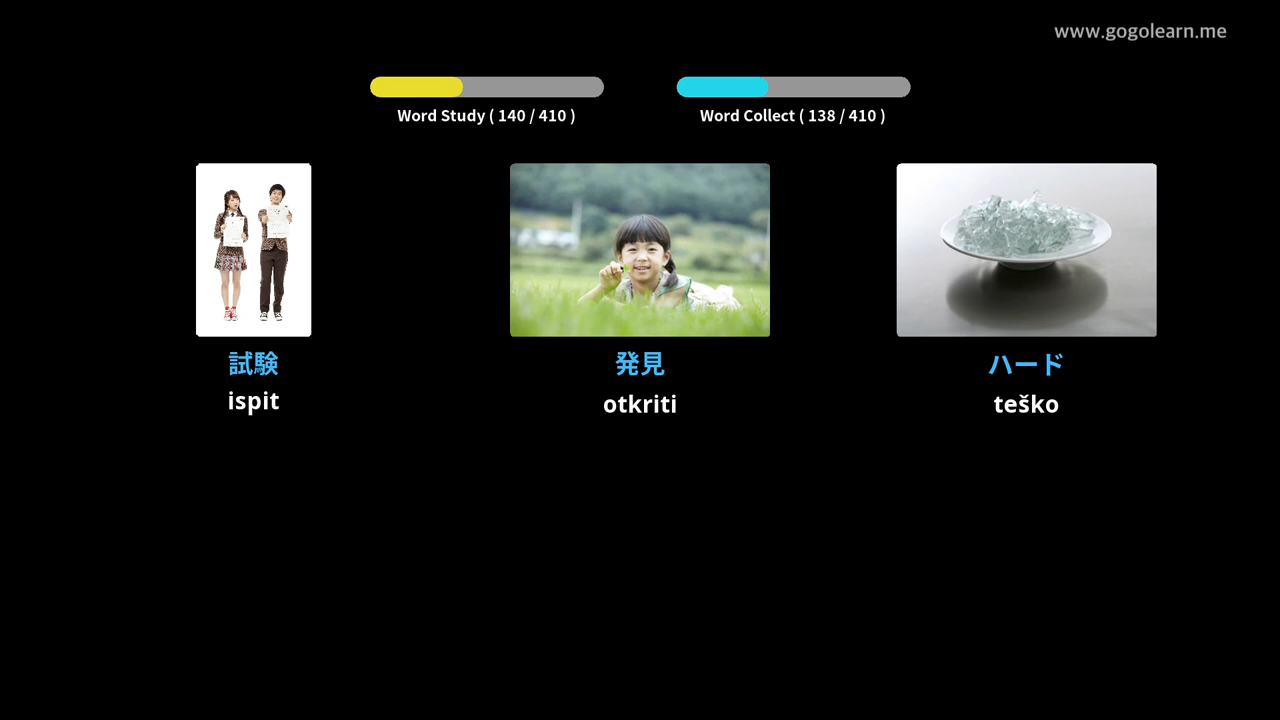 www.gogolearn.me
Word Study ( 140 / 410 )
Word Collect ( 138 / 410 )
試験
ispit
発見
otkriti
ハード
teško